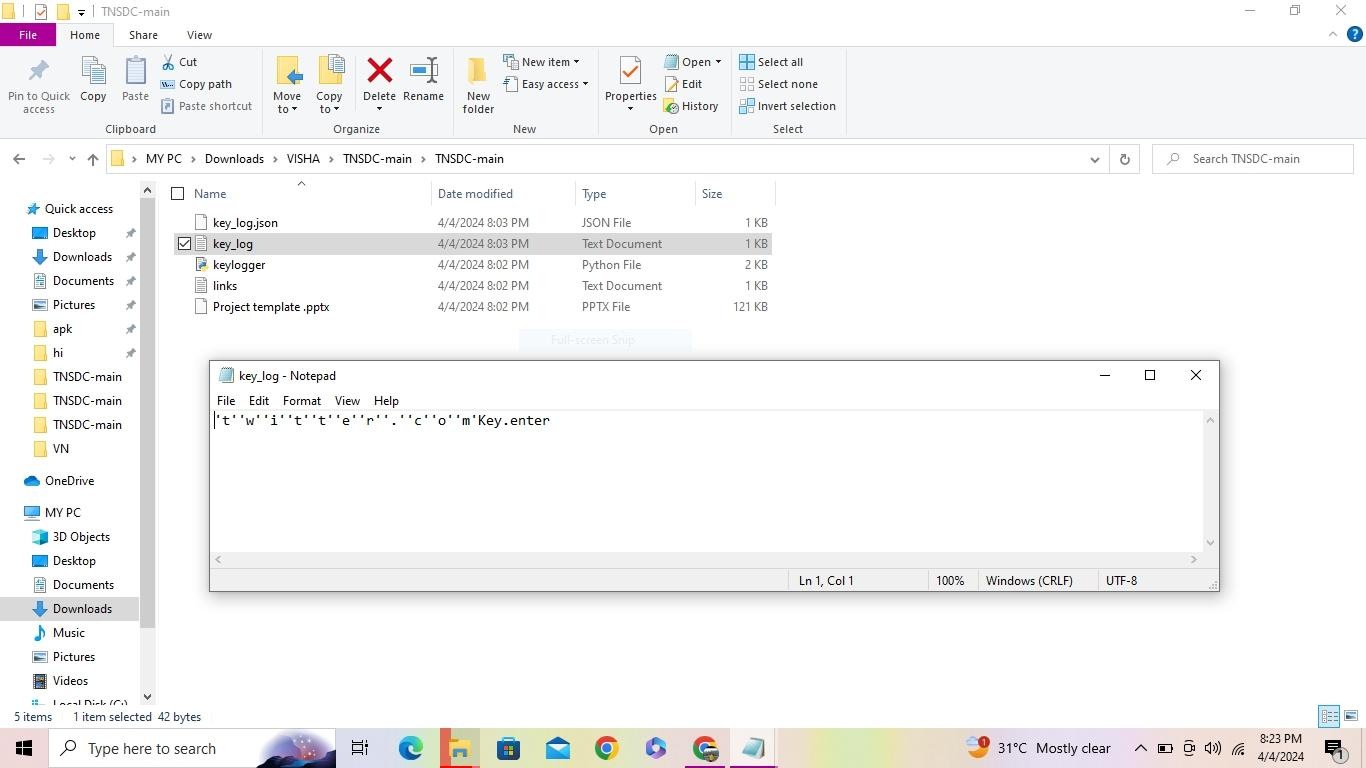 TNSDC-main
File Home Share View
Pin to Quick access
Copy
Paste
Cut
Copy path
Paste shortcut
Clipboard
Move to
Copy to
Delete
Rename
Organize
New folder
New item
Easy access
New
Properties
Open
Edit
History
Open
Select all
Select none
Invert selection
Select
MY PC › Downloads › VISHA › TNSDC-main › TNSDC-main
Search TNSDC-main
Quick access
Desktop
Downloads
Documents
Pictures
apk
hi
TNSDC-main
TNSDC-main
TNSDC-main
VN
OneDrive
MY PC
3D Objects
Desktop
Documents
Downloads
Music
Pictures
Videos
Local Disk (C:)
Name Date modified Type Size
key_log.json 4/4/2024 8:03 PM JSON File 1 KB
key_log 4/4/2024 8:03 PM Text Document 1 KB
keylogger 4/4/2024 8:02 PM Python File 2 KB
links 4/4/2024 8:02 PM Text Document 1 KB
Project template .pptx 4/4/2024 8:02 PM PPTX File 121 KB
Full-screen Snip
key_log - Notepad
File Edit Format View Help
't''w''i''t''t''e''r''.''c''o''m'Key.enter
Ln 1, Col 1 100% Windows (CRLF) UTF-8
5 items 1 item selected 42 bytes
Type here to search
31°C Mostly clear
8:23 PM
4/4/2024
1
1